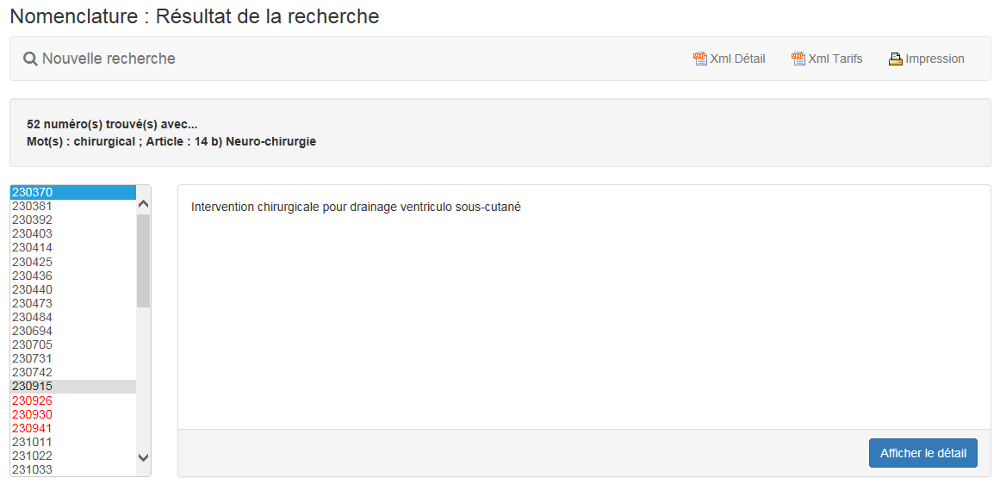 Nomenclature : Résultat de la recherche
Nouvelle recherche
Xml Détail
Xml Tarifs
Impression
52 numéro(s) trouvé(s) avec...
Mot(s) : chirurgical ; Article : 14 b) Neuro-chirurgie
230370
230381
230392
230403
230414
230425
230436
230440
230473
230484
230694
230705
230731
230742
230915
230926
230930
230941
231011
231022
231033
Intervention chirurgicale pour drainage ventriculo sous-cutané
Afficher le détail